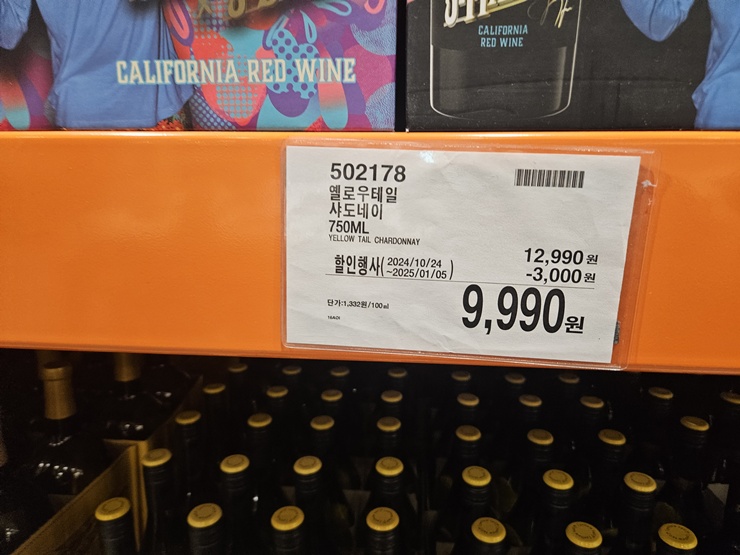 CALIFORNIA RED WINE
CALIFORNIA
RED WINE
502178
옐로우테일
샤도네이
750ML
YELLOW TAIL CHARDONNAY
할인행사( 2024/10/24
~2025/01/05 )
12,990 원
-3,000 원
9,990원
단가:1,332원/100㎖